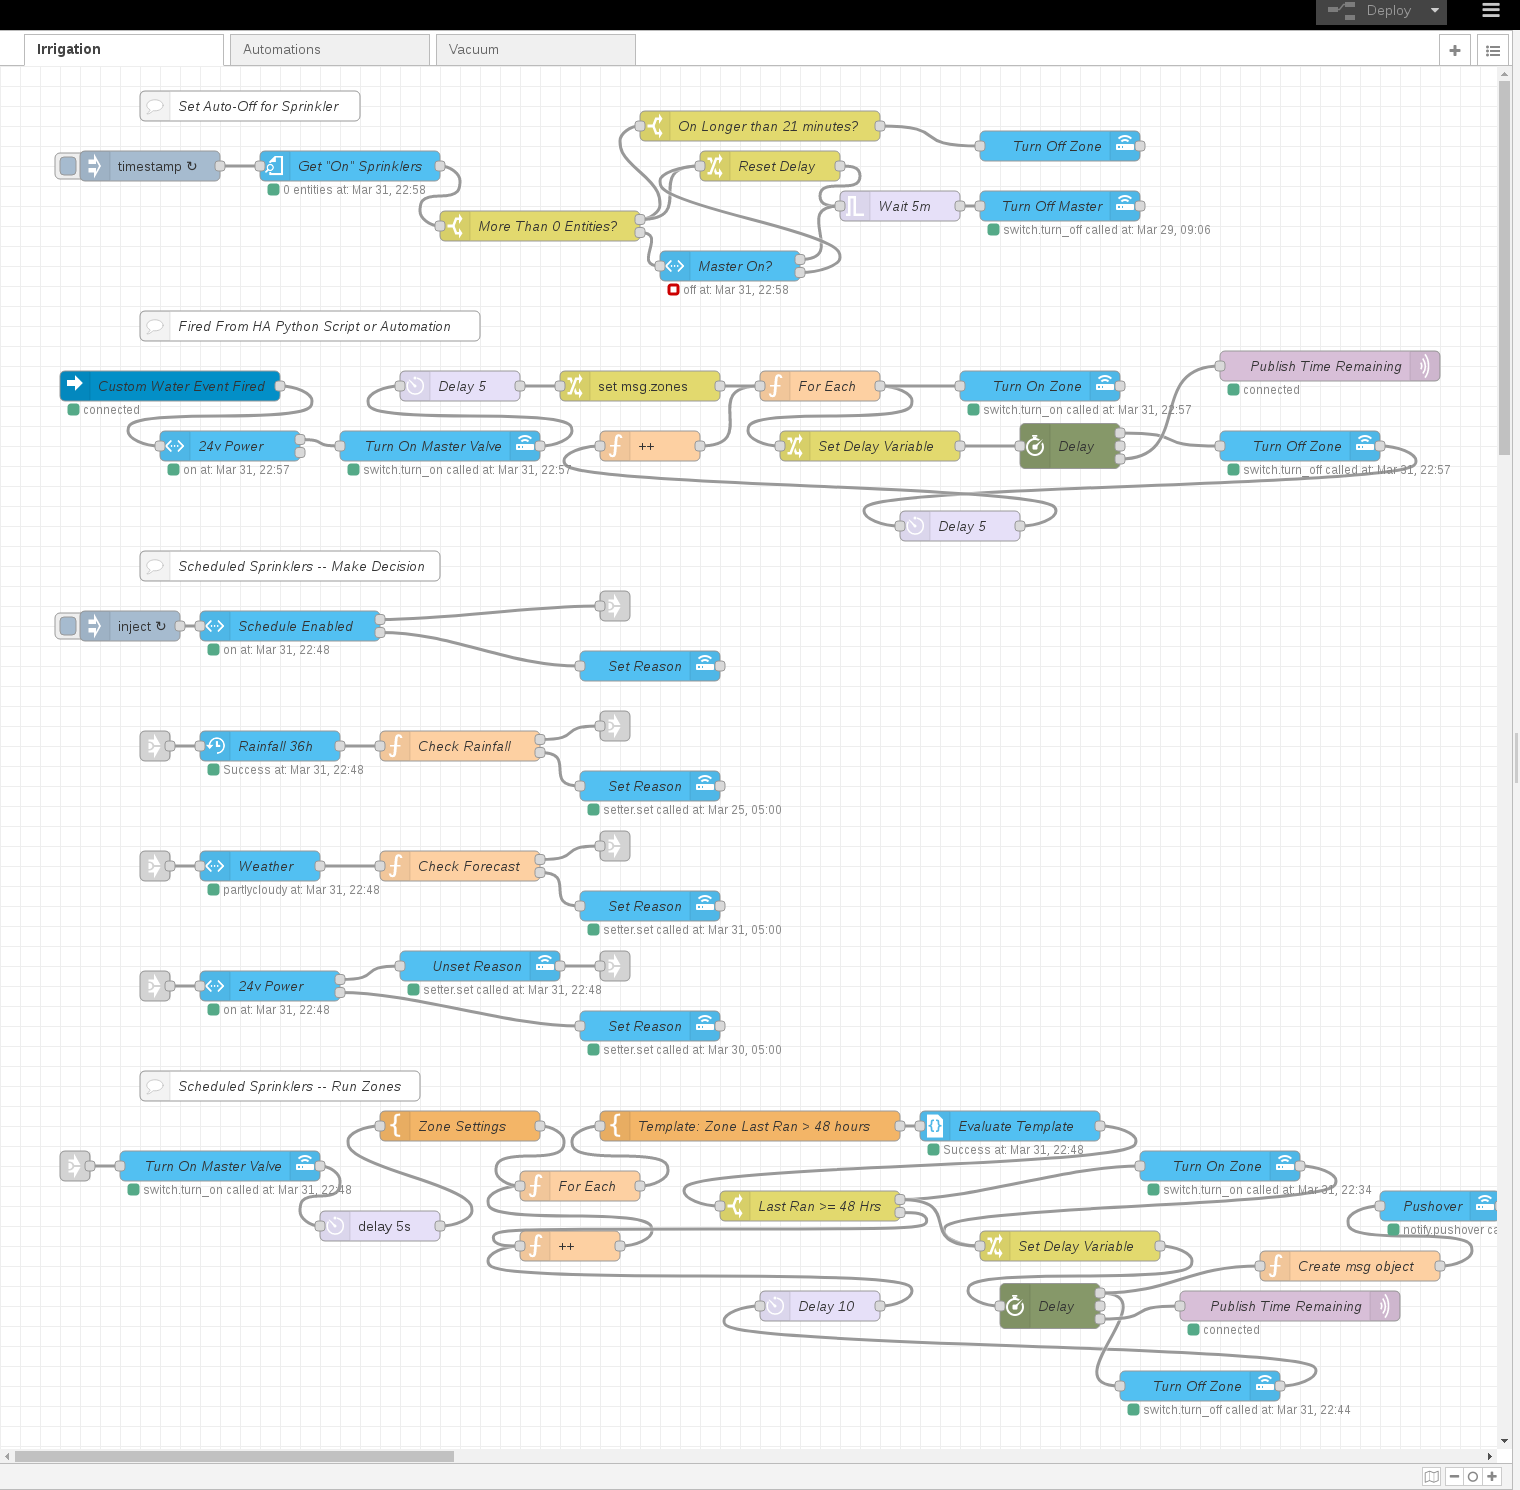 Deploy
Irrigation
Automations
Vacuum
Set Auto-Off for Sprinkler
On Longer than 21 minutes?
Turn Off Zone
timestamp ↻
Get "On" Sprinklers
0 entities at: Mar 31, 22:58
Reset Delay
Wait 5m
Turn Off Master
switch.turn_off called at: Mar 29, 09:06
More Than 0 Entities?
Master On?
off at: Mar 31, 22:58
Fired From HA Python Script or Automation
Publish Time Remaining
connected
Custom Water Event Fired
connected
Delay 5
set msg.zones
For Each
Turn On Zone
switch.turn_on called at: Mar 31, 22:57
24v Power
on at: Mar 31, 22:57
Turn On Master Valve
switch.turn_on called at: Mar 31, 22:57
++
Set Delay Variable
Delay
Turn Off Zone
switch.turn_off called at: Mar 31, 22:57
Delay 5
Scheduled Sprinklers -- Make Decision
inject ↻
Schedule Enabled
on at: Mar 31, 22:48
Set Reason
Rainfall 36h
Success at: Mar 31, 22:48
Check Rainfall
Set Reason
setter.set called at: Mar 25, 05:00
Weather
partlycloudy at: Mar 31, 22:48
Check Forecast
Set Reason
setter.set called at: Mar 31, 05:00
Unset Reason
setter.set called at: Mar 31, 22:48
24v Power
on at: Mar 31, 22:48
Set Reason
setter.set called at: Mar 30, 05:00
Scheduled Sprinklers -- Run Zones
Zone Settings
Template: Zone Last Ran > 48 hours
Evaluate Template
Success at: Mar 31, 22:48
Turn On Master Valve
switch.turn_on called at: Mar 31, 22:48
For Each
Turn On Zone
switch.turn_on called at: Mar 31, 22:34
delay 5s
Last Ran >= 48 Hrs
Pushover
notify.pushover ca
++
Set Delay Variable
Create msg object
Delay 10
Delay
Publish Time Remaining
connected
Turn Off Zone
switch.turn_off called at: Mar 31, 22:44